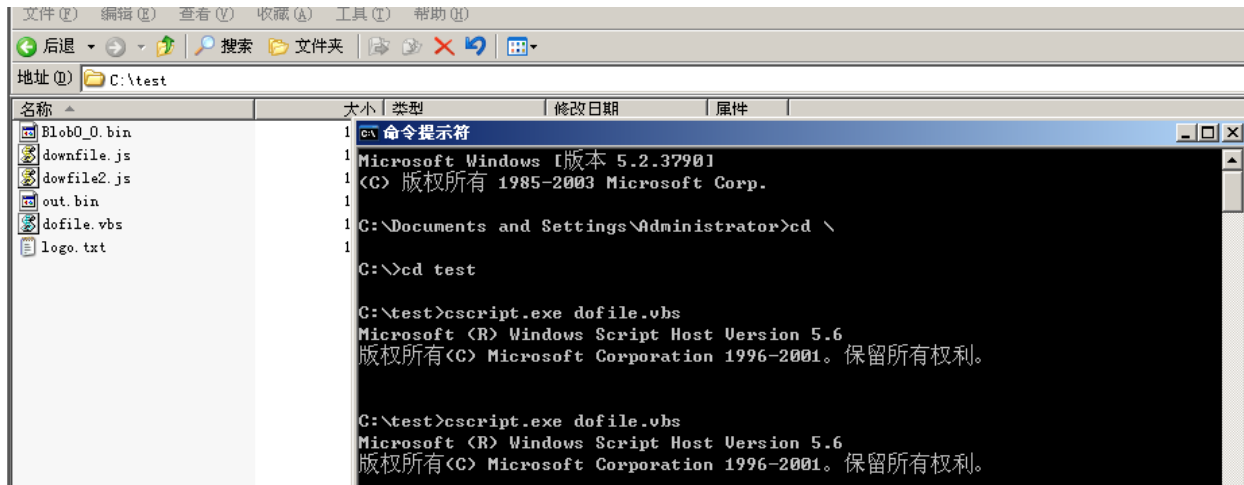 文件(F) 编辑(E) 查看(V) 收藏(A) 工具(T) 帮助(H)
后退 搜索 文件夹
地址(D) C:\test
名称 大小 类型 修改日期 属性
Blob0_0.bin 1
downfile.js 1
dowfile2.js 1
out.bin 1
dofile.vbs 1
logo.txt 1
命令提示符
Microsoft Windows [版本 5.2.3790]
(C) 版权所有 1985-2003 Microsoft Corp.
C:\Documents and Settings\Administrator>cd \
C:\>cd test
C:\test>cscript.exe dofile.vbs
Microsoft (R) Windows Script Host Version 5.6
版权所有(C) Microsoft Corporation 1996-2001。保留所有权利。
C:\test>cscript.exe dofile.vbs
Microsoft (R) Windows Script Host Version 5.6
版权所有(C) Microsoft Corporation 1996-2001。保留所有权利。